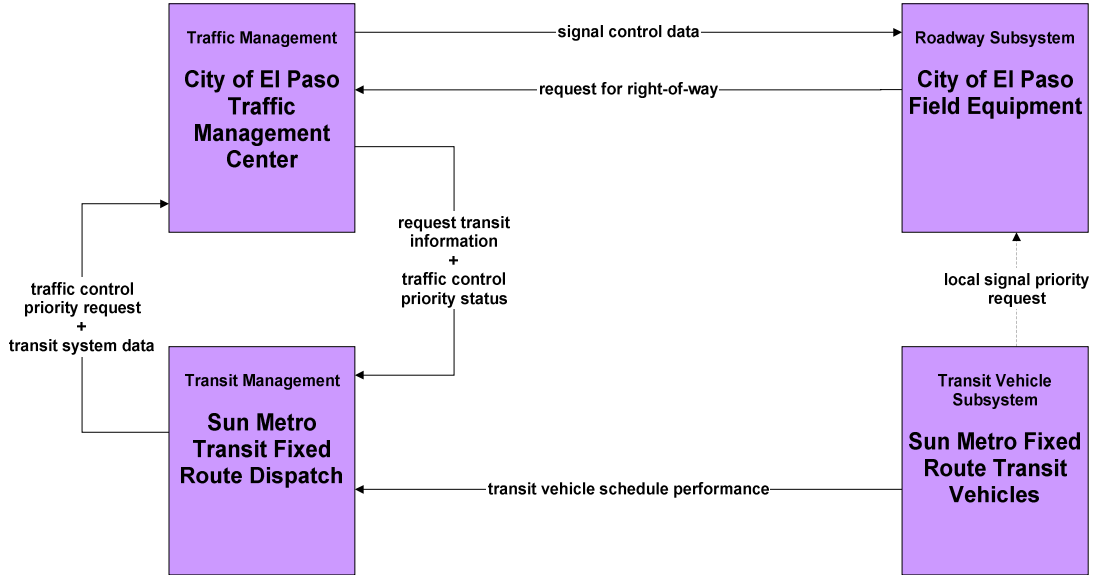 Traffic Management
City of El Paso
Traffic
Management
Center
signal control data
request for right-of-way
Roadway Subsystem
City of El Paso
Field Equipment
request transit
information
+
traffic control
priority status
traffic control
priority request
+
transit system data
local signal priority
request
Transit Management
Sun Metro
Transit Fixed
Route Dispatch
transit vehicle schedule performance
Transit Vehicle
Subsystem
Sun Metro Fixed
Route Transit
Vehicles